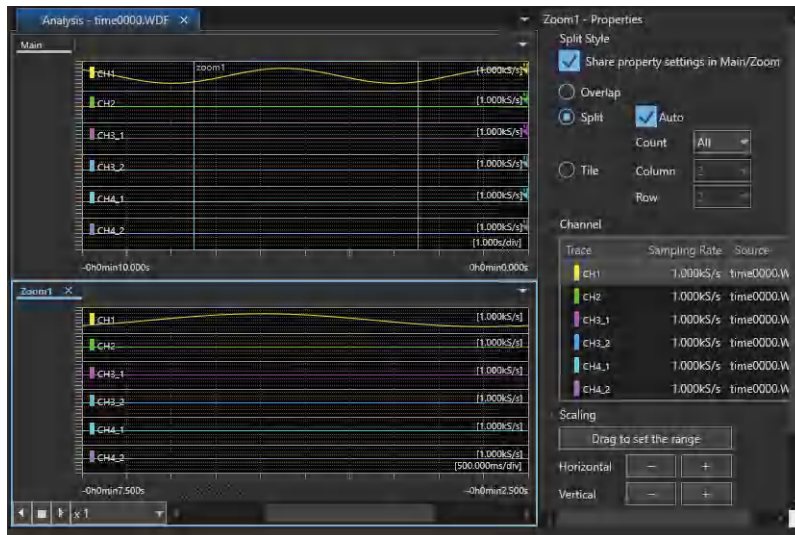 Analysis - time0000.WDF ×
Main
zoom1
CH1 [1.000kS/s]
CH2 [1.000kS/s]
CH3_1 [1.000kS/s]
CH3_2 [1.000kS/s]
CH4_1 [1.000kS/s]
CH4_2 [1.000kS/s]
[1.000s/div]
-0h0min10.000s 0h0min0.000s
Zoom1 ×
CH1 [1.000kS/s]
CH2 [1.000kS/s]
CH3_1 [1.000kS/s]
CH3_2 [1.000kS/s]
CH4_1 [1.000kS/s]
CH4_2 [1.000kS/s]
[500.000ms/div]
-0h0min7.500s -0h0min2.500s
x 1
Zoom1 - Properties
Split Style
Share property settings in Main/Zoom
Overlap
Split Auto
Count All
Tile Column 2
Row 2
Channel
Trace Sampling Rate Source
CH1 1.000kS/s time0000.W
CH2 1.000kS/s time0000.W
CH3_1 1.000kS/s time0000.W
CH3_2 1.000kS/s time0000.W
CH4_1 1.000kS/s time0000.W
CH4_2 1.000kS/s time0000.W
Scaling
Drag to set the range
Horizontal − +
Vertical − +